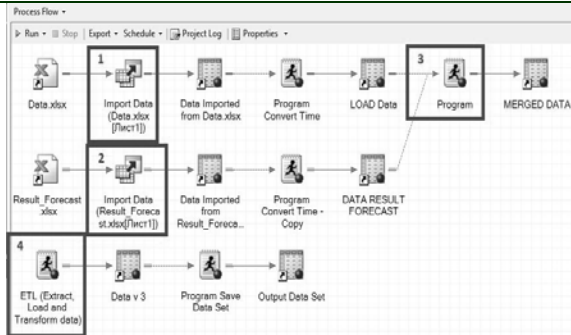 Process Flow
Run Stop Export Schedule Project Log Properties
1
3
Data.xlsx
Import Data
(Data.xlsx
[Лист1])
Data Imported
from Data.xlsx
Program
Convert Time
LOAD Data
Program
MERGED DATA
2
Result_Forecast
.xlsx
Import Data
(Result_Foreca
st.xlsx[Лист1])
Data Imported
from
Result_Foreca...
Program
Convert Time -
Copy
DATA RESULT
FORECAST
4
ETL (Extract,
Load and
Transform data)
Data v 3
Program Save
Data Set
Output Data Set